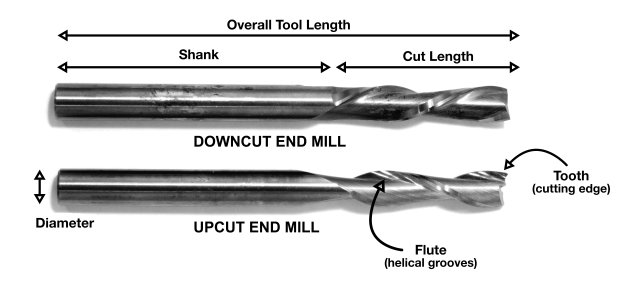 Overall Tool Length
Shank
Cut Length
DOWNCUT END MILL
Tooth
(cutting edge)
Diameter
UPCUT END MILL
Flute
(helical grooves)